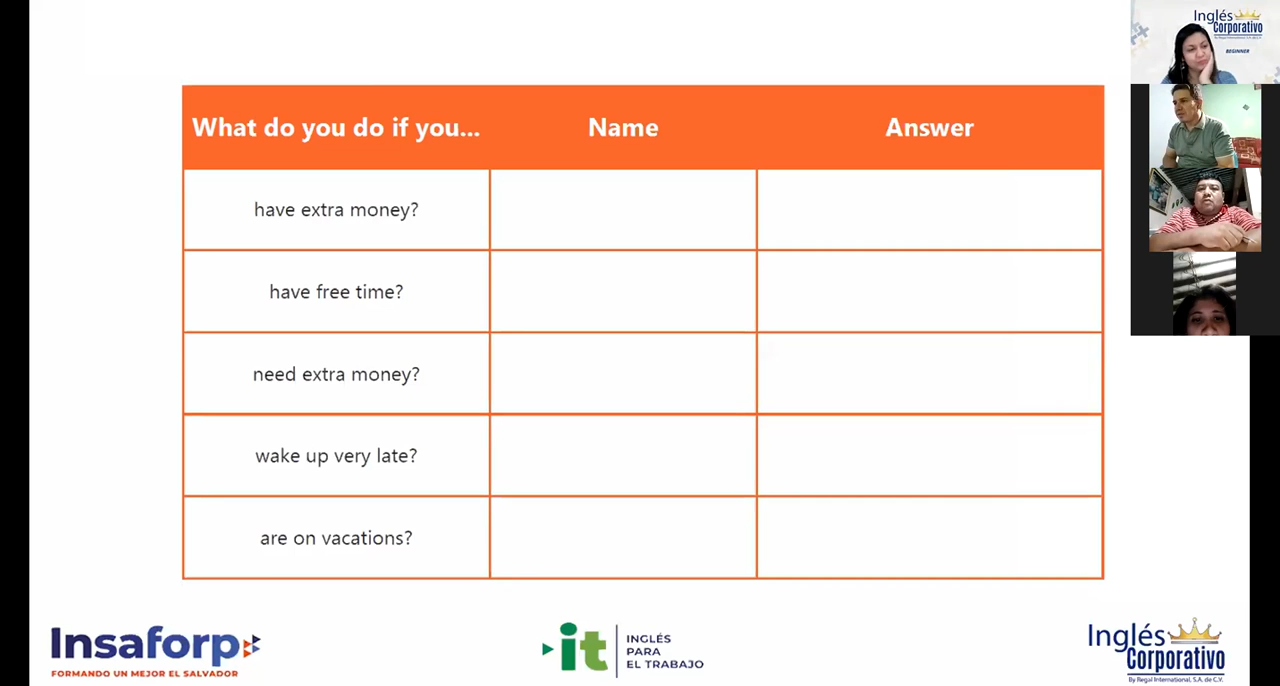 What do you do if you... Name Answer
have extra money?
have free time?
need extra money?
wake up very late?
are on vacations?
Insaforp
FORMANDO UN MEJOR EL SALVADOR
it INGLÉS
PARA
EL TRABAJO
Inglés
Corporativo
By Regal International, S.A. de C.V.
Inglés
Corporativo
BEGINNER